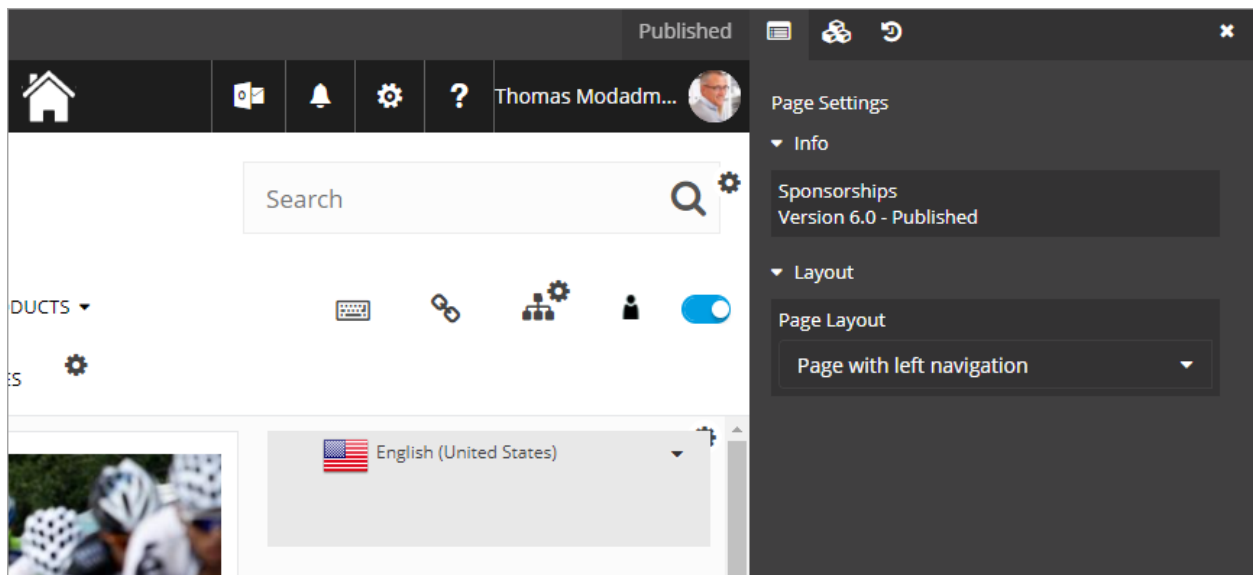 Published
Thomas Modadm...
Page Settings
Info
Search
Sponsorships
Version 6.0 - Published
Layout
DUCTS
Page Layout
Page with left navigation
ES
English (United States)